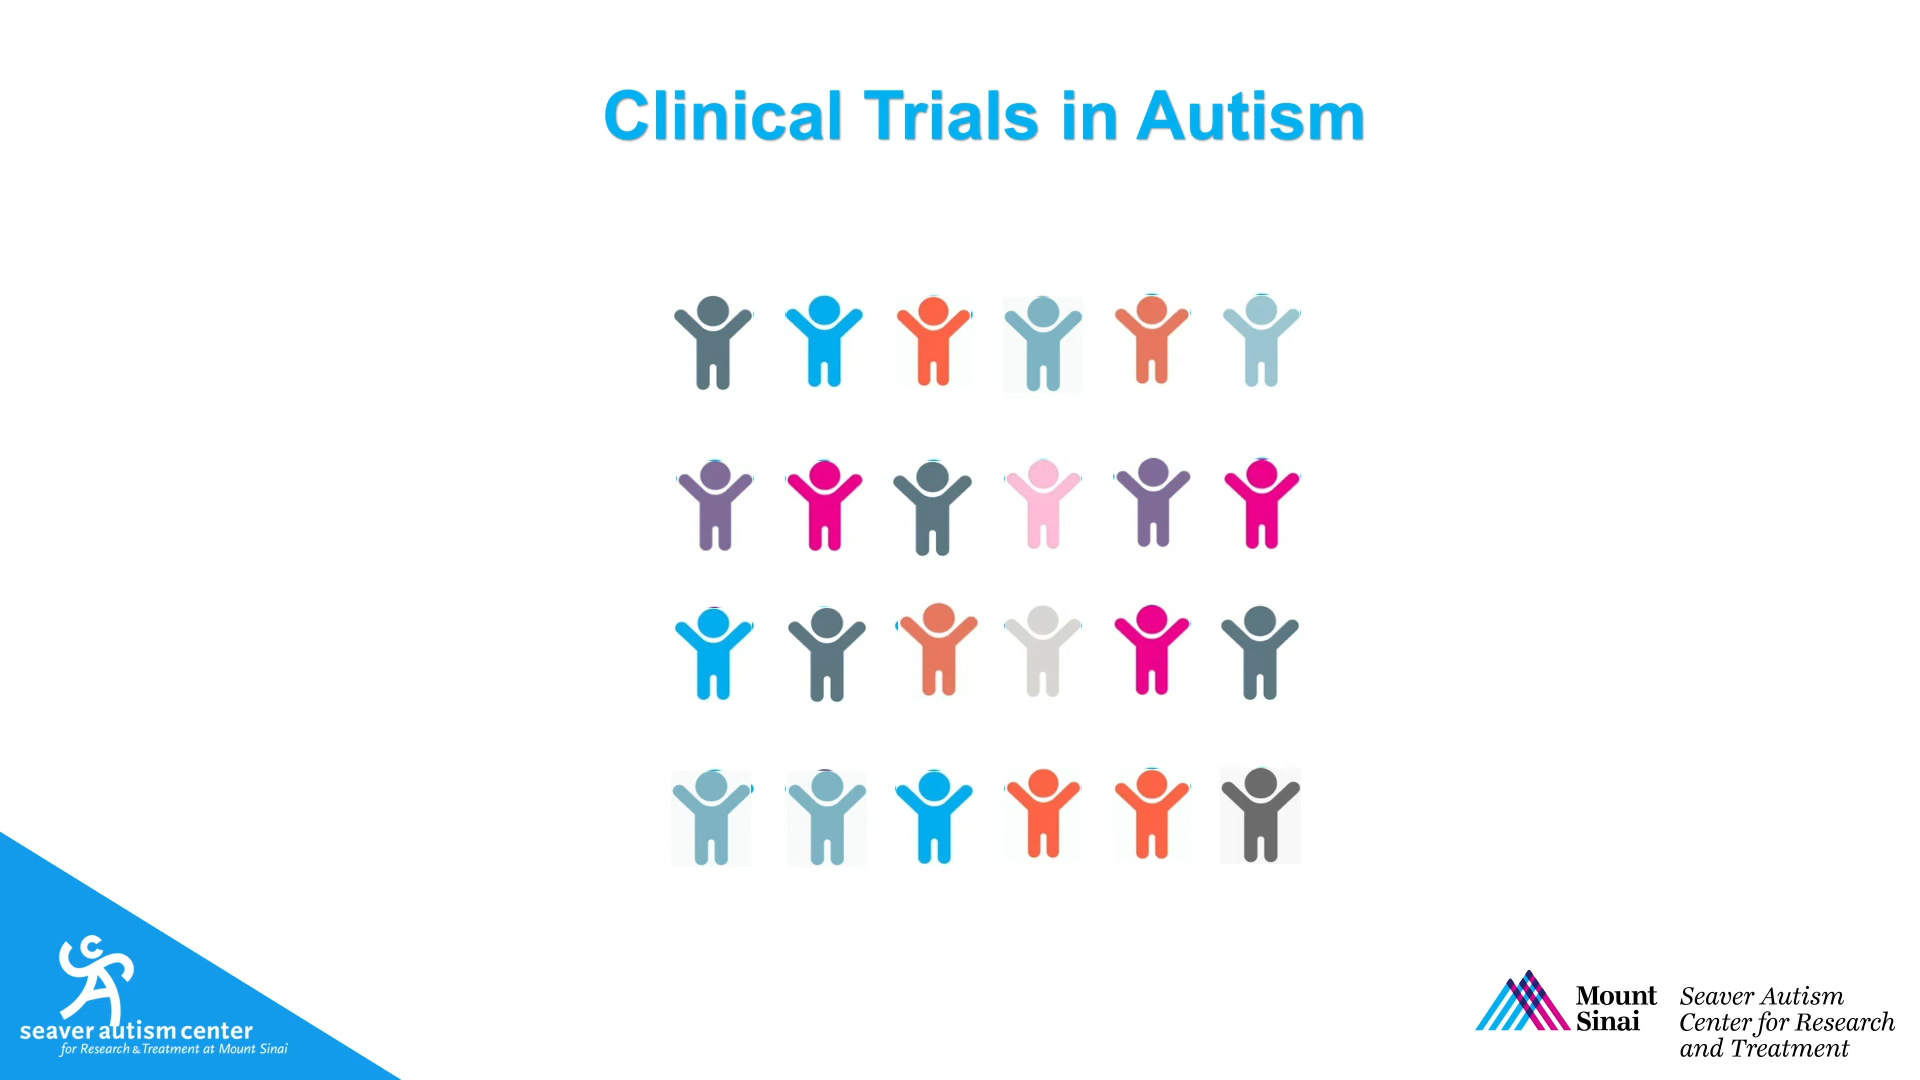 Clinical Trials in Autism
seaver autism center
for Research & Treatment at Mount Sinai
Mount
Sinai
Seaver Autism
Center for Research
and Treatment